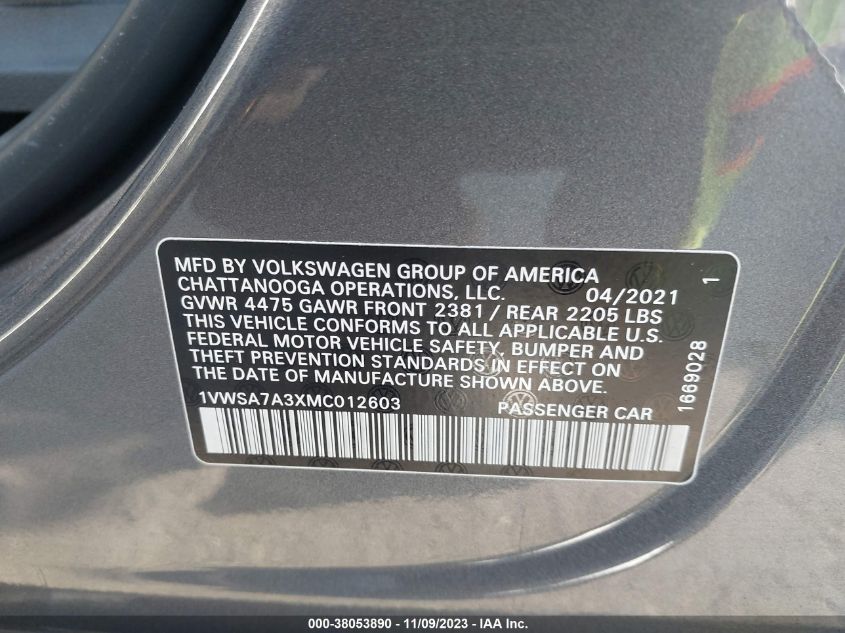 MFD BY VOLKSWAGEN GROUP OF AMERICA
CHATTANOOGA OPERATIONS, LLC. 04/2021 1
GVWR 4475 GAWR FRONT 2381 / REAR 2205 LBS
THIS VEHICLE CONFORMS TO ALL APPLICABLE U.S.
FEDERAL MOTOR VEHICLE SAFETY, BUMPER AND
THEFT PREVENTION STANDARDS IN EFFECT ON
THE DATE OF MANUFACTURE SHOWN ABOVE.
1VWSA7A3XMC012603 PASSENGER CAR
1669028
000-38053890 - 11/09/2023 - IAA Inc.